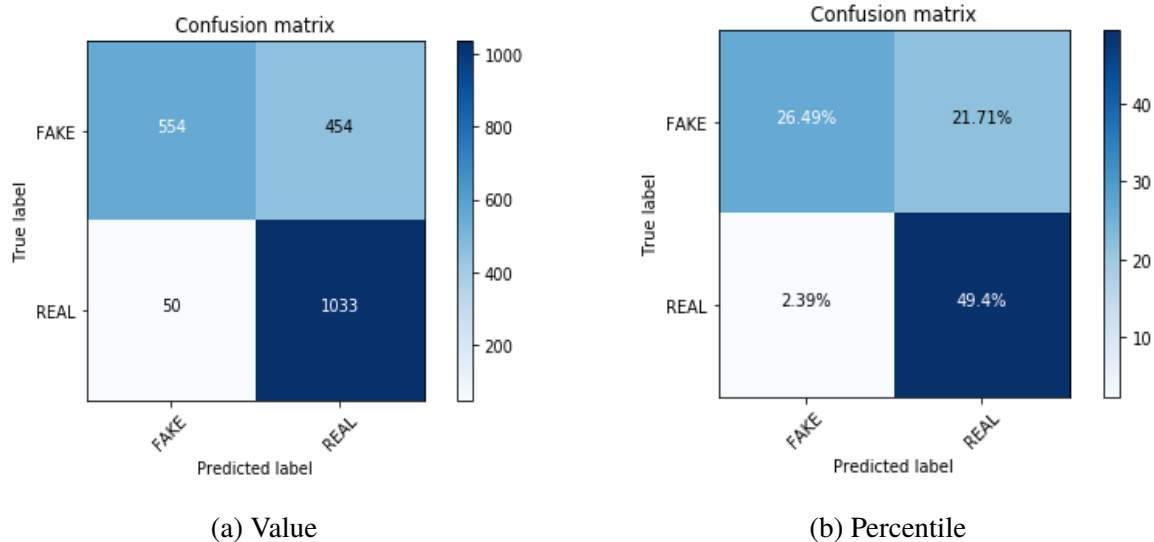 Confusion matrix
FAKE
REAL
True label
554
454
50
1033
FAKE
REAL
Predicted label
1000
800
600
400
200
(a) Value
Confusion matrix
FAKE
REAL
True label
26.49%
21.71%
2.39%
49.4%
FAKE
REAL
Predicted label
40
30
20
10
(b) Percentile